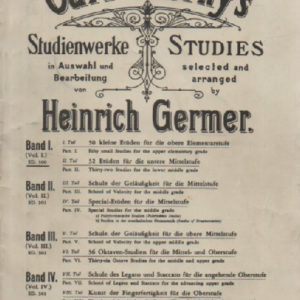 Studienwerke STUDIES
in Auswahl und selected and
Bearbeitung arranged
von by
Heinrich Germer.
Band I. I. Teil 50 kleine Etüden für die obere Elementarstufe
(Vol. I.) Part. I. Fifty small Studies for the upper elementary grade
II. Teil 32 Etüden für die untere Mittelstufe
Part. II. Thirty-two Studies for the lower middle grade
Band II. III. Teil Schule der Geläufigkeit für die Mittelstufe
(Vol. II.) Part. III. School of Velocity for the middle grade
IV. Teil Special-Etüden für die Mittelstufe
Part. IV. Special Studies for the middle grade
Band III. V. Teil Schule der Geläufigkeit für die obere Mittelstufe
(Vol. III.) Part. V. School of Velocity for the upper middle grade
VI. Teil 36 Oktaven-Studien für die Mittel- und Oberstufe
Part. VI. Thirty-six Octave Studies for the middle and upper grade
Band IV. VII. Teil Schule des Legato und Staccato für die angehende Oberstufe
(Vol. IV.) Part. VII. School of Legato and Staccato for the advancing upper grade
VIII. Teil Kunst der Fingerfertigkeit für die Oberstufe